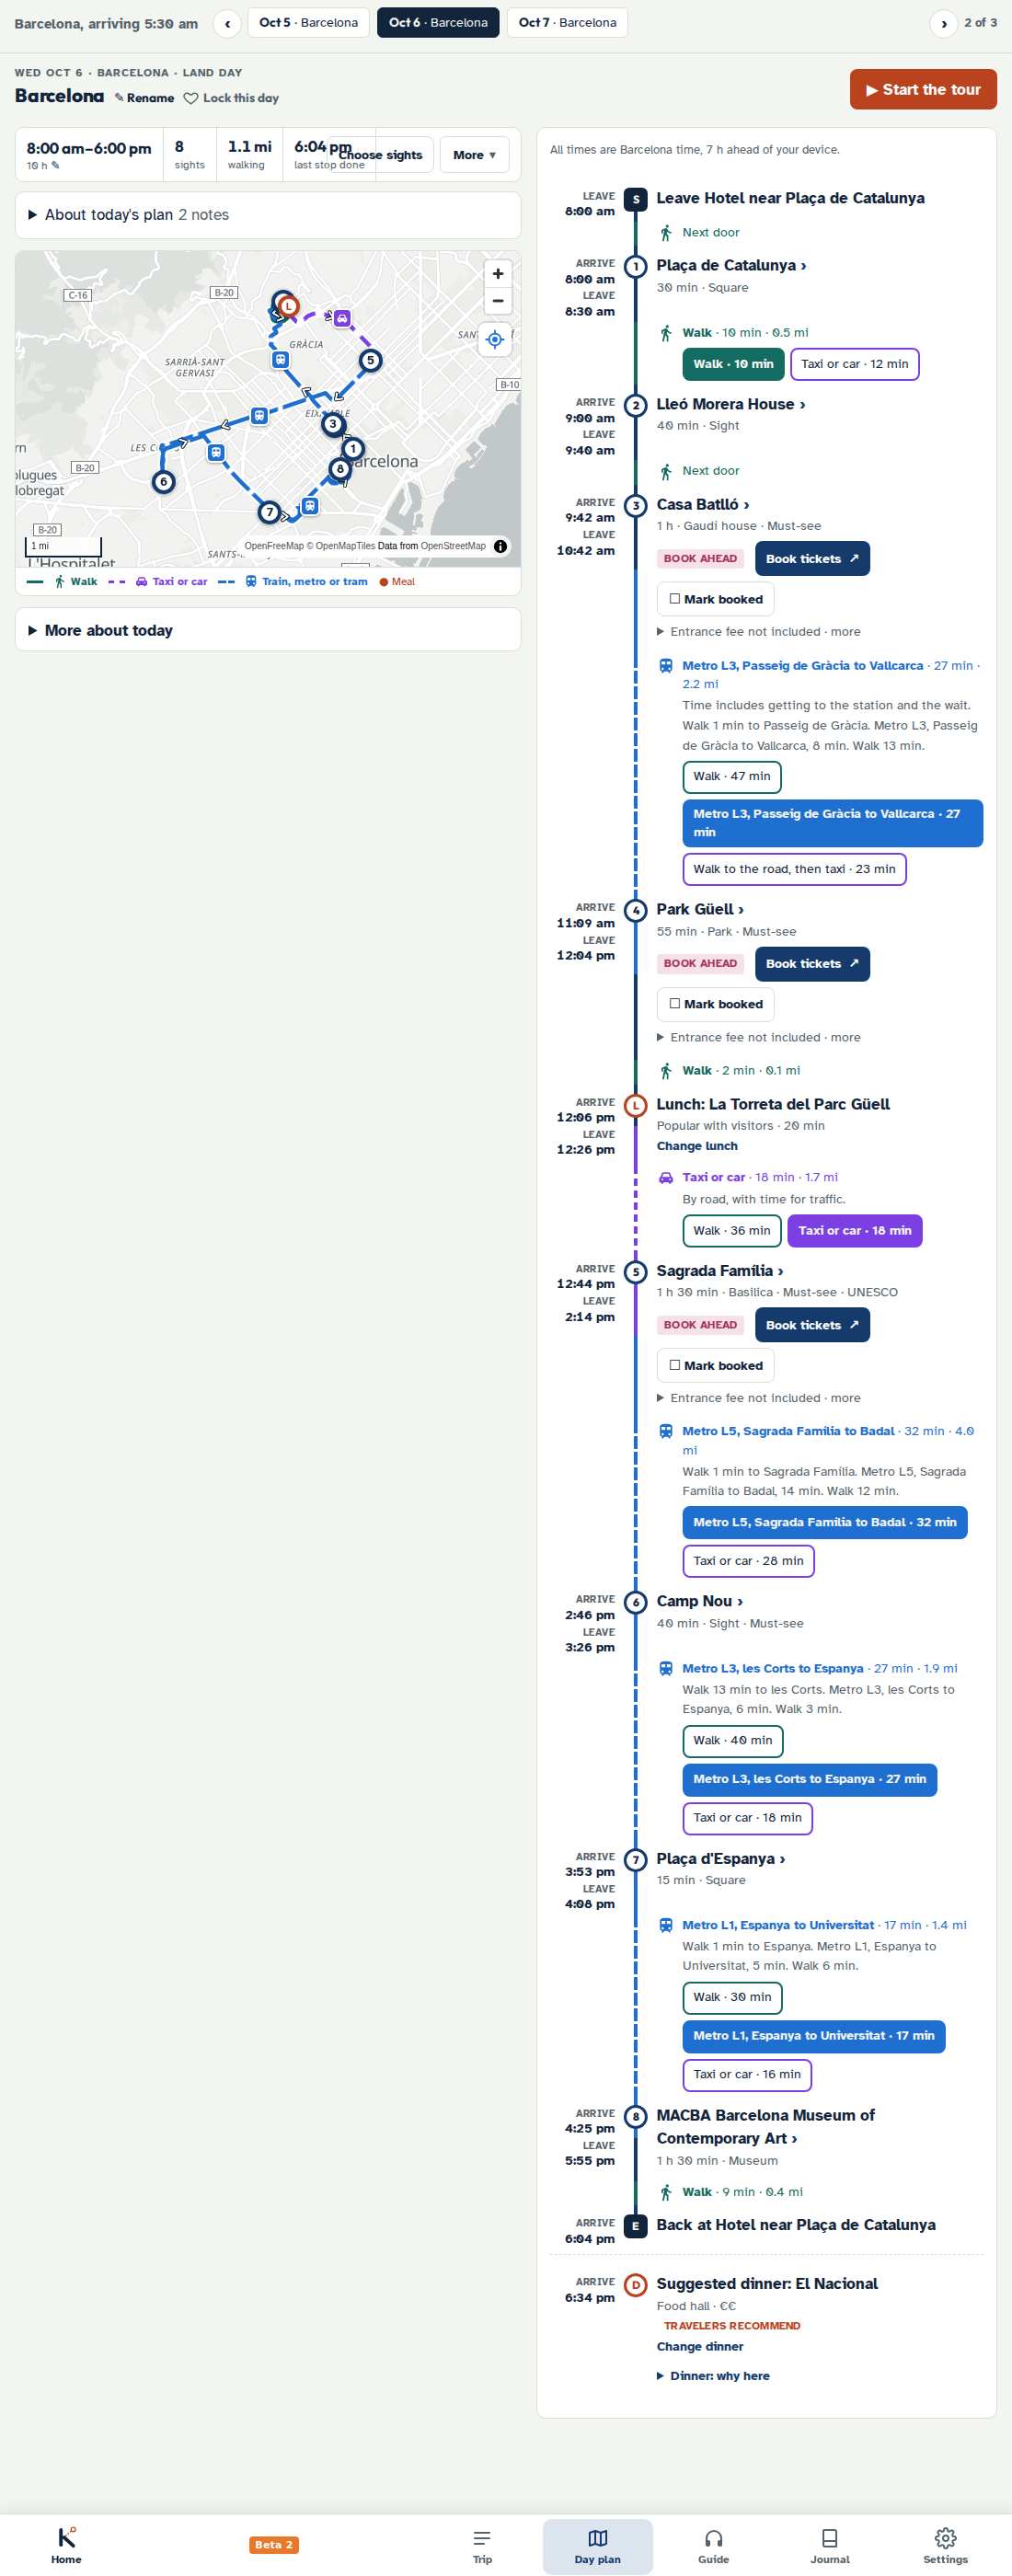 Barcelona, arriving 5:30 am
‹
Oct 5 · Barcelona
Oct 6 · Barcelona
Oct 7 · Barcelona
›
2 of 3
WED OCT 6 · BARCELONA · LAND DAY
Barcelona ✎ Rename ♡ Lock this day
▶ Start the tour
8:00 am–6:00 pm
10 h ✎
8
sights
1.1 mi
walking
6:04 pm
last stop done
Choose sights
More ▾
▶ About today's plan 2 notes
C-16
B-20
B-20
SARRIÀ-SANT
GERVASI
GRÀCIA
B-10
LES CO
B-20
lugues
lobregat
B-20
L'Hospitalet
SANTS-
arcelona
L
5
3
1
8
6
7
+
−
1 mi
OpenFreeMap © OpenMapTiles Data from OpenStreetMap
Walk
Taxi or car
Train, metro or tram
Meal
▶ More about today
All times are Barcelona time, 7 h ahead of your device.
LEAVE
8:00 am
S
Leave Hotel near Plaça de Catalunya
Next door
ARRIVE
8:00 am
LEAVE
8:30 am
1
Plaça de Catalunya ›
30 min · Square
Walk · 10 min · 0.5 mi
Walk · 10 min
Taxi or car · 12 min
ARRIVE
9:00 am
LEAVE
9:40 am
2
Lleó Morera House ›
40 min · Sight
Next door
ARRIVE
9:42 am
LEAVE
10:42 am
3
Casa Batlló ›
1 h · Gaudí house · Must-see
BOOK AHEAD
Book tickets ↗
☐ Mark booked
▶ Entrance fee not included · more
Metro L3, Passeig de Gràcia to Vallcarca · 27 min ·
2.2 mi
Time includes getting to the station and the wait.
Walk 1 min to Passeig de Gràcia. Metro L3, Passeig
de Gràcia to Vallcarca, 8 min. Walk 13 min.
Walk · 47 min
Metro L3, Passeig de Gràcia to Vallcarca · 27
min
Walk to the road, then taxi · 23 min
ARRIVE
11:09 am
LEAVE
12:04 pm
4
Park Güell ›
55 min · Park · Must-see
BOOK AHEAD
Book tickets ↗
☐ Mark booked
▶ Entrance fee not included · more
Walk · 2 min · 0.1 mi
ARRIVE
12:06 pm
LEAVE
12:26 pm
L
Lunch: La Torreta del Parc Güell
Popular with visitors · 20 min
Change lunch
Taxi or car · 18 min · 1.7 mi
By road, with time for traffic.
Walk · 36 min
Taxi or car · 18 min
ARRIVE
12:44 pm
LEAVE
2:14 pm
5
Sagrada Família ›
1 h 30 min · Basilica · Must-see · UNESCO
BOOK AHEAD
Book tickets ↗
☐ Mark booked
▶ Entrance fee not included · more
Metro L5, Sagrada Família to Badal · 32 min · 4.0
mi
Walk 1 min to Sagrada Família. Metro L5, Sagrada
Família to Badal, 14 min. Walk 12 min.
Metro L5, Sagrada Família to Badal · 32 min
Taxi or car · 28 min
ARRIVE
2:46 pm
LEAVE
3:26 pm
6
Camp Nou ›
40 min · Sight · Must-see
Metro L3, les Corts to Espanya · 27 min · 1.9 mi
Walk 13 min to les Corts. Metro L3, les Corts to
Espanya, 6 min. Walk 3 min.
Walk · 40 min
Metro L3, les Corts to Espanya · 27 min
Taxi or car · 18 min
ARRIVE
3:53 pm
LEAVE
4:08 pm
7
Plaça d'Espanya ›
15 min · Square
Metro L1, Espanya to Universitat · 17 min · 1.4 mi
Walk 1 min to Espanya. Metro L1, Espanya to
Universitat, 5 min. Walk 6 min.
Walk · 30 min
Metro L1, Espanya to Universitat · 17 min
Taxi or car · 16 min
ARRIVE
4:25 pm
LEAVE
5:55 pm
8
MACBA Barcelona Museum of
Contemporary Art ›
1 h 30 min · Museum
Walk · 9 min · 0.4 mi
ARRIVE
6:04 pm
E
Back at Hotel near Plaça de Catalunya
ARRIVE
6:34 pm
D
Suggested dinner: El Nacional
Food hall · €€
TRAVELERS RECOMMEND
Change dinner
▶ Dinner: why here
Home
Beta 2
Trip
Day plan
Guide
Journal
Settings